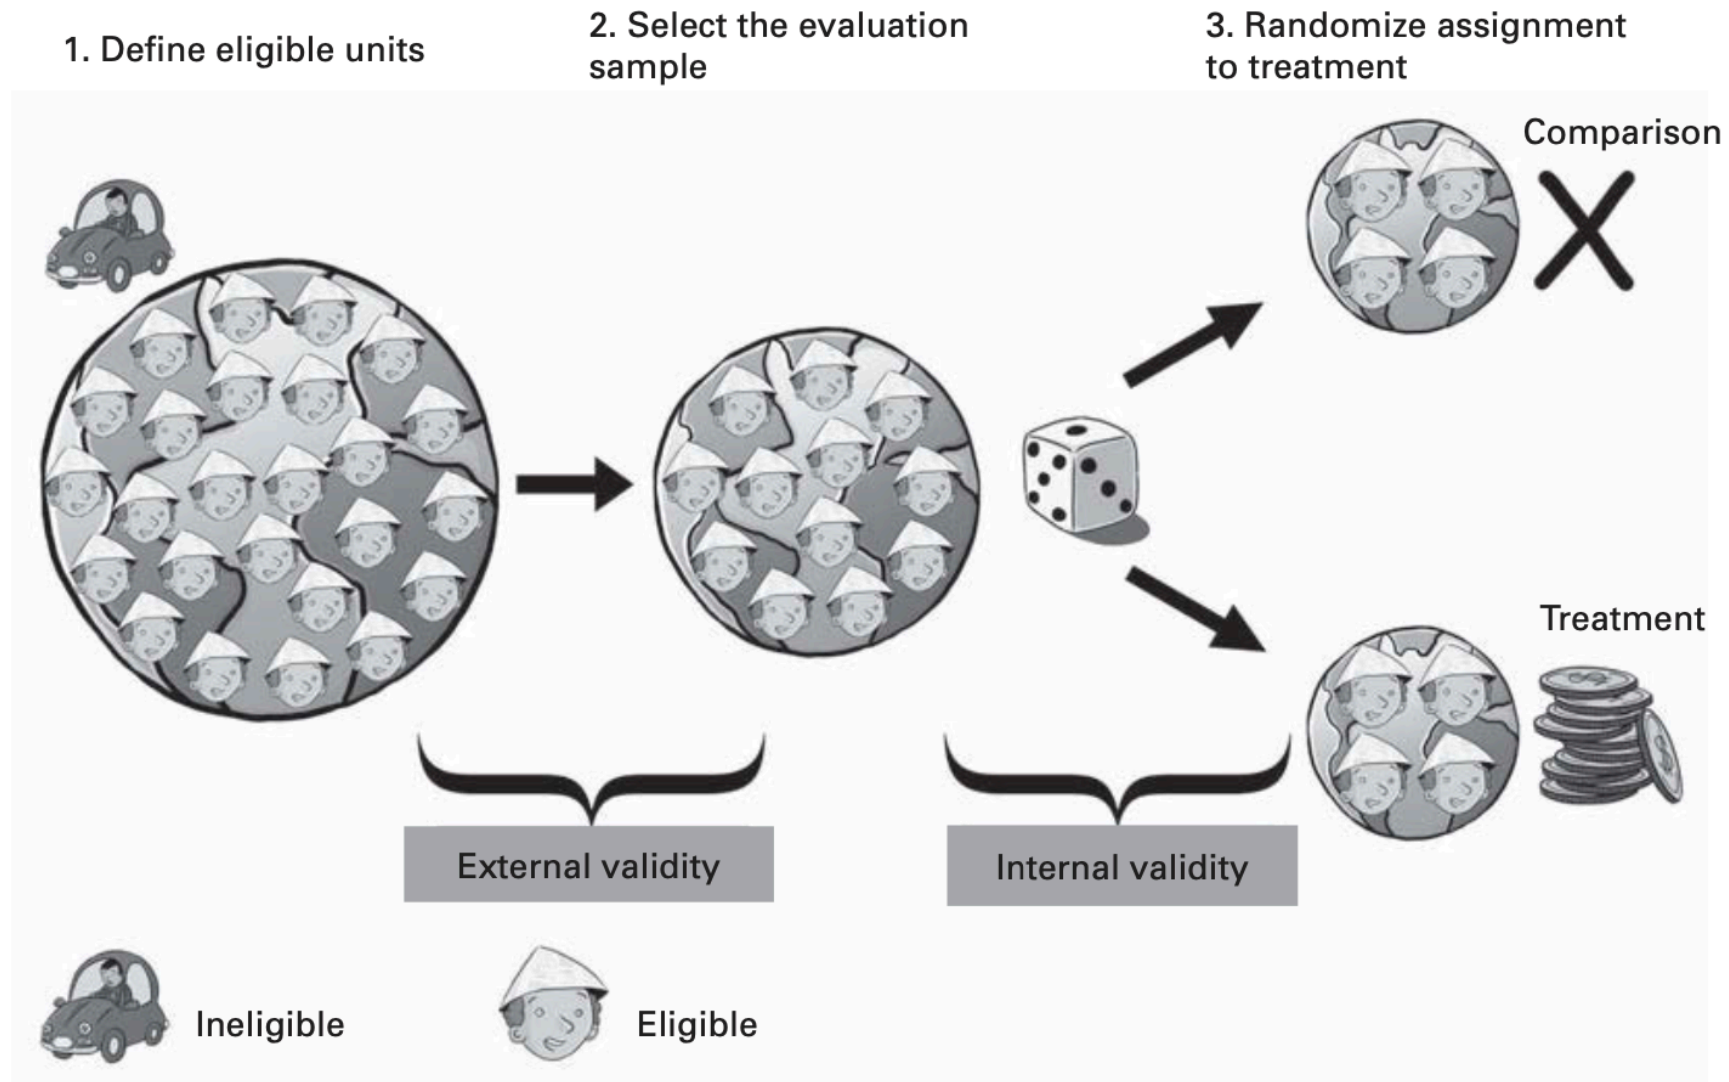 1. Define eligible units
2. Select the evaluation
sample
3. Randomize assignment
to treatment
Comparison
Treatment
External validity
Internal validity
Ineligible
Eligible